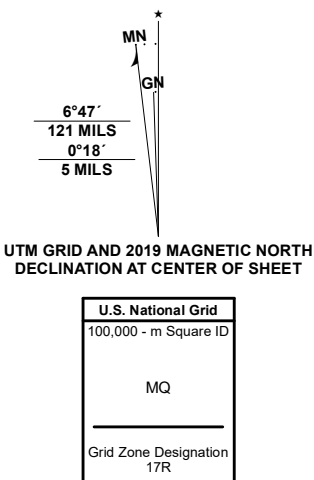 ★
MN
GN
6°47´
121 MILS
0°18´
5 MILS
UTM GRID AND 2019 MAGNETIC NORTH
DECLINATION AT CENTER OF SHEET
U.S. National Grid
100,000 - m Square ID
MQ
Grid Zone Designation
17R